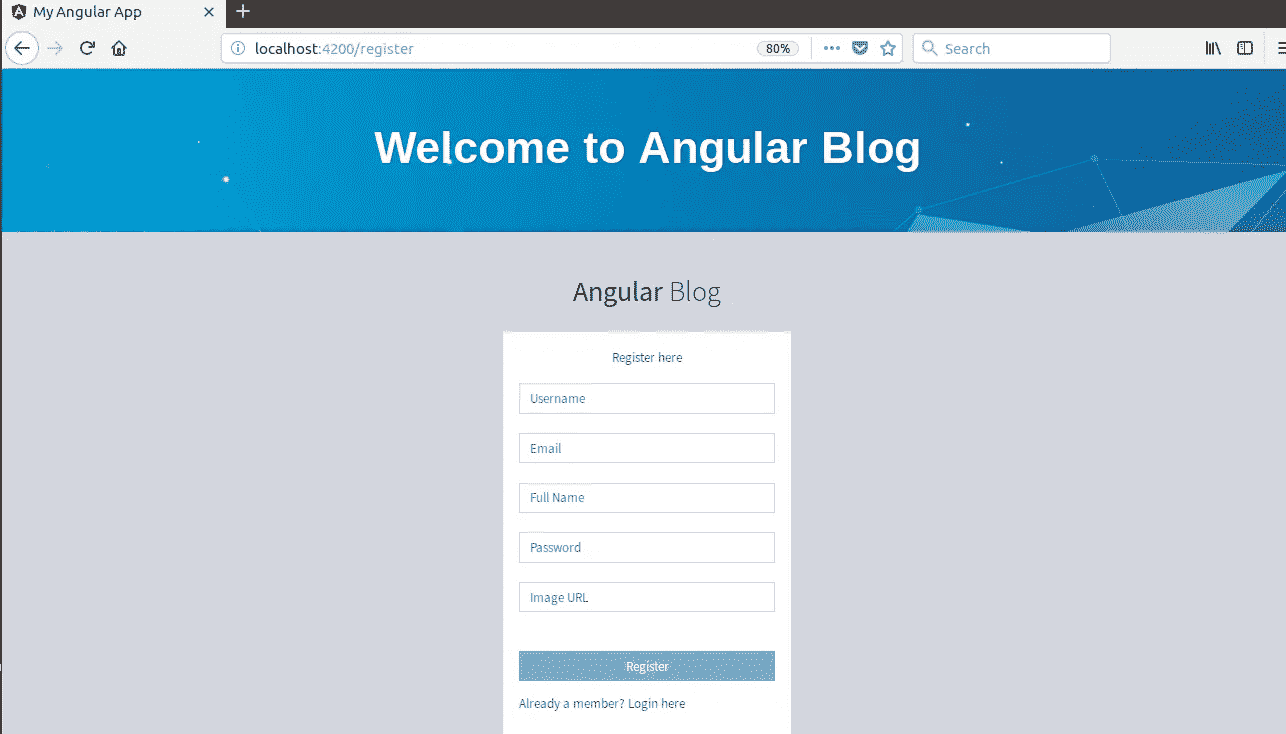 My Angular App
localhost:4200/register
80%
Search
Welcome to Angular Blog
Angular Blog
Register here
Username
Email
Full Name
Password
Image URL
Register
Already a member? Login here